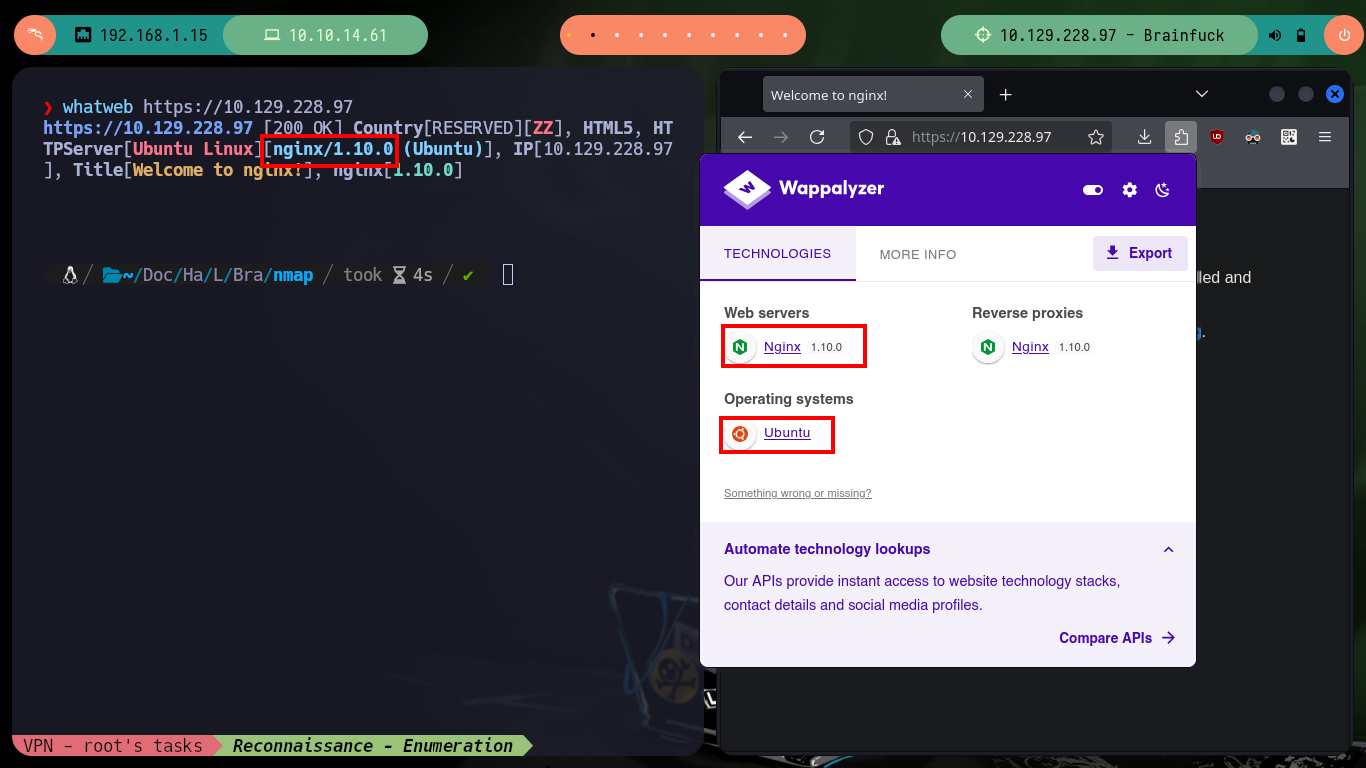 192.168.1.15
10.10.14.61
10.129.228.97 - Brainfuck
❯ whatweb https://10.129.228.97
https://10.129.228.97 [200 OK] Country[RESERVED][ZZ], HTML5, HT
TPServer[Ubuntu Linux][nginx/1.10.0 (Ubuntu)], IP[10.129.228.97
], Title[Welcome to nginx!], nginx[1.10.0]
~/Doc/Ha/L/Bra/nmap / took 4s / ✔
VPN - root's tasks
Reconnaissance - Enumeration
Welcome to nginx!
https://10.129.228.97
Wappalyzer
TECHNOLOGIES
MORE INFO
Export
Web servers
Nginx 1.10.0
Reverse proxies
Nginx 1.10.0
Operating systems
Ubuntu
Something wrong or missing?
Automate technology lookups
Our APIs provide instant access to website technology stacks,
contact details and social media profiles.
Compare APIs
and